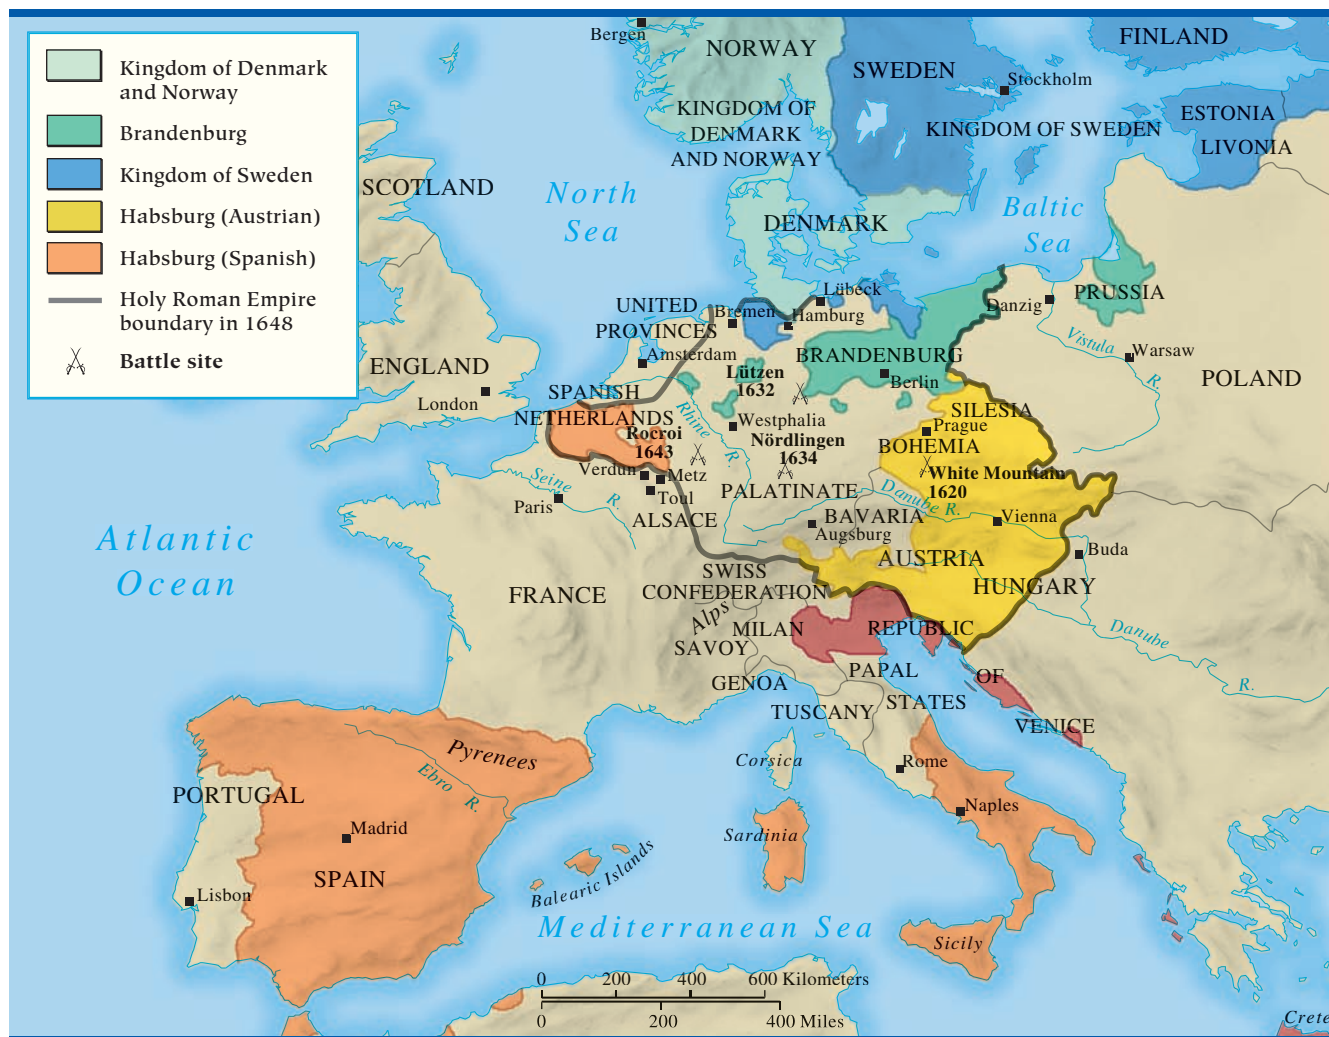 Kingdom of Denmark
and Norway
Brandenburg
Kingdom of Sweden
Habsburg (Austrian)
Habsburg (Spanish)
Holy Roman Empire
boundary in 1648
Battle site
Bergen
NORWAY
SWEDEN
FINLAND
Stockholm
KINGDOM OF
DENMARK
AND NORWAY
KINGDOM OF SWEDEN
ESTONIA
LIVONIA
SCOTLAND
North
Sea
DENMARK
Baltic
Sea
Lübeck
UNITED
PROVINCES
Bremen
Hamburg
Danzig
PRUSSIA
Vistula
R.
Warsaw
POLAND
Amsterdam
BRANDENBURG
Berlin
ENGLAND
London
Lützen
1632
SPANISH
NETHERLANDS
Rhine
R.
Westphalia
SILESIA
Prague
BOHEMIA
Rocroi
1643
Nördlingen
1634
White Mountain
1620
Verdun
Metz
Toul
Seine
R.
Paris
PALATINATE
Danube R.
ALSACE
BAVARIA
Augsburg
Vienna
Buda
Atlantic
Ocean
AUSTRIA
HUNGARY
FRANCE
SWISS
CONFEDERATION
Alps
MILAN
SAVOY
REPUBLIC
OF
VENICE
Danube
R.
GENOA
PAPAL
STATES
TUSCANY
Pyrenees
Ebro
R.
Corsica
Rome
PORTUGAL
Madrid
Naples
Sardinia
SPAIN
Lisbon
Balearic Islands
Mediterranean Sea
Sicily
0 200 400 600 Kilometers
0 200 400 Miles
Crete